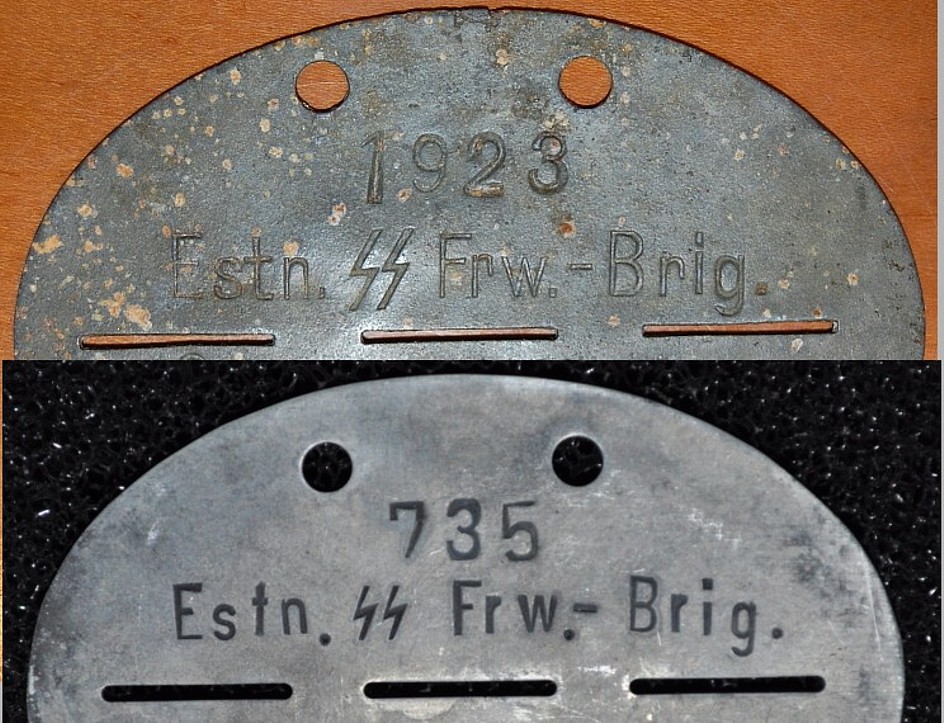 1923
Estn. ᛋᛋ Frw.-Brig.
735
Estn. ᛋᛋ Frw.-Brig.